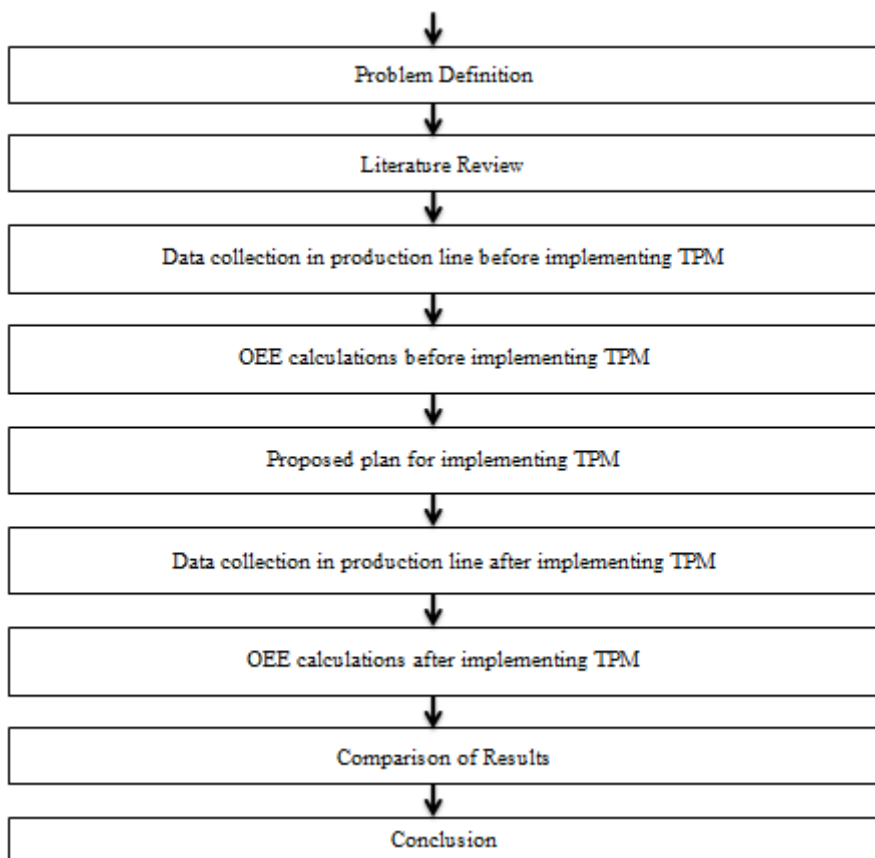 Problem Definition
Literature Review
Data collection in production line before implementing TPM
OEE calculations before implementing TPM
Proposed plan for implementing TPM
Data collection in production line after implementing TPM
OEE calculations after implementing TPM
Comparison of Results
Conclusion